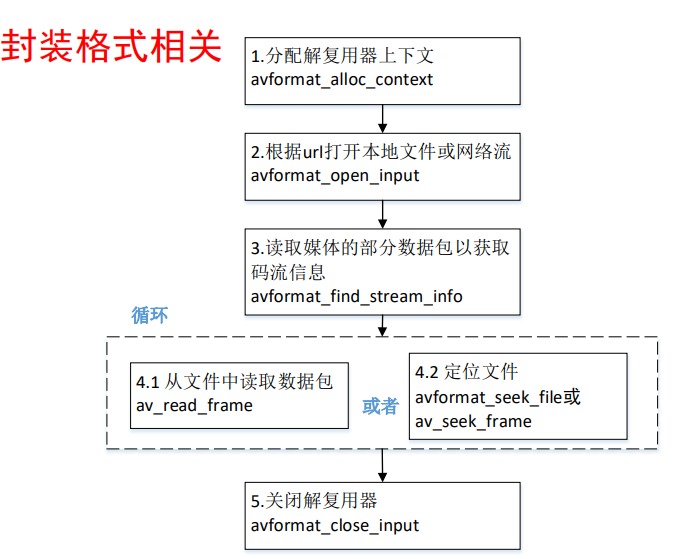 封装格式相关
1.分配解复用器上下文
avformat_alloc_context
2.根据url打开本地文件或网络流
avformat_open_input
3.读取媒体的部分数据包以获取
码流信息
avformat_find_stream_info
循环
4.1 从文件中读取数据包
av_read_frame
或者
4.2 定位文件
avformat_seek_file或
av_seek_frame
5.关闭解复用器
avformat_close_input